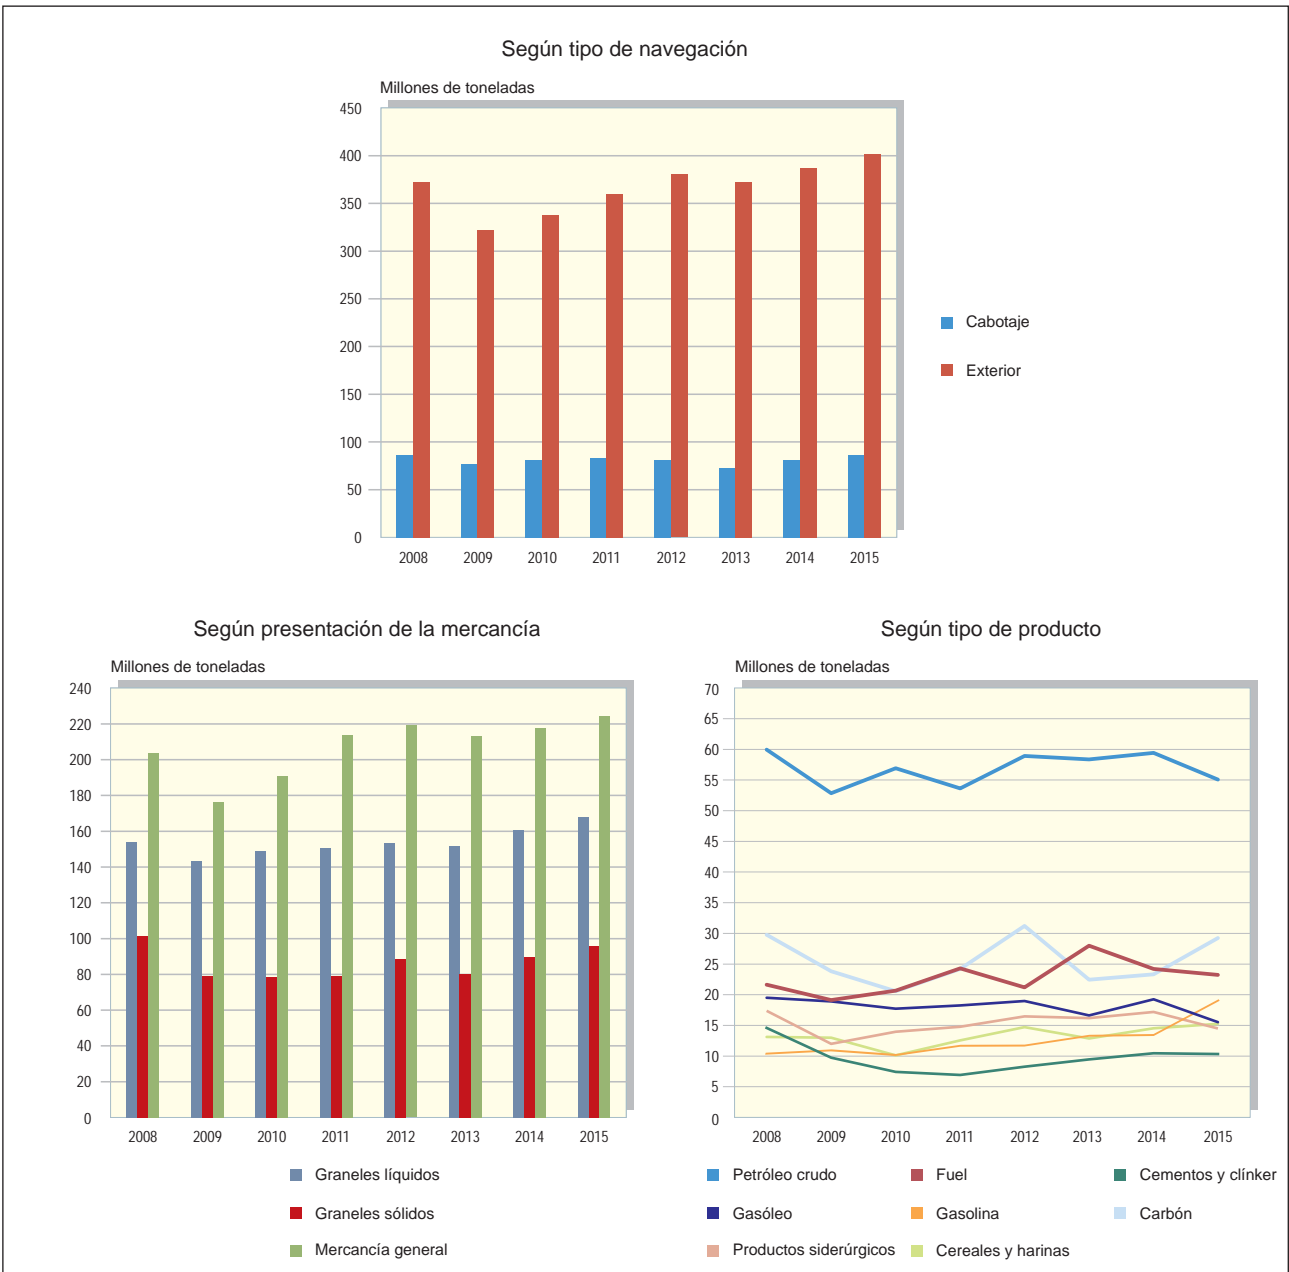 Según tipo de navegación
Millones de toneladas
450
400
350
300
250
200
150
100
50
0
2008 2009 2010 2011 2012 2013 2014 2015
Cabotaje
Exterior
Según presentación de la mercancía
Millones de toneladas
240
220
200
180
160
140
120
100
80
60
40
20
0
2008 2009 2010 2011 2012 2013 2014 2015
Graneles líquidos
Graneles sólidos
Mercancía general
Según tipo de producto
Millones de toneladas
70
65
60
55
50
45
40
35
30
25
20
15
10
5
0
2008 2009 2010 2011 2012 2013 2014 2015
Petróleo crudo Fuel Cementos y clínker
Gasóleo Gasolina Carbón
Productos siderúrgicos Cereales y harinas